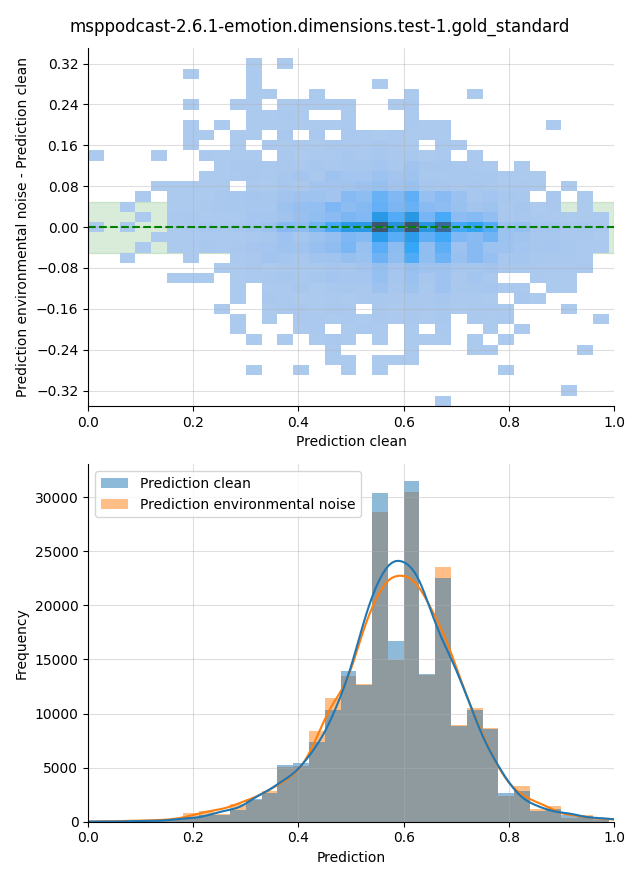 msppodcast-2.6.1-emotion.dimensions.test-1.gold_standard
Prediction environmental noise - Prediction clean
0.32
0.24
0.16
0.08
0.00
−0.08
−0.16
−0.24
−0.32
0.0 0.2 0.4 0.6 0.8 1.0
Prediction clean
Prediction clean
Prediction environmental noise
Frequency
30000
25000
20000
15000
10000
5000
0
0.0 0.2 0.4 0.6 0.8 1.0
Prediction